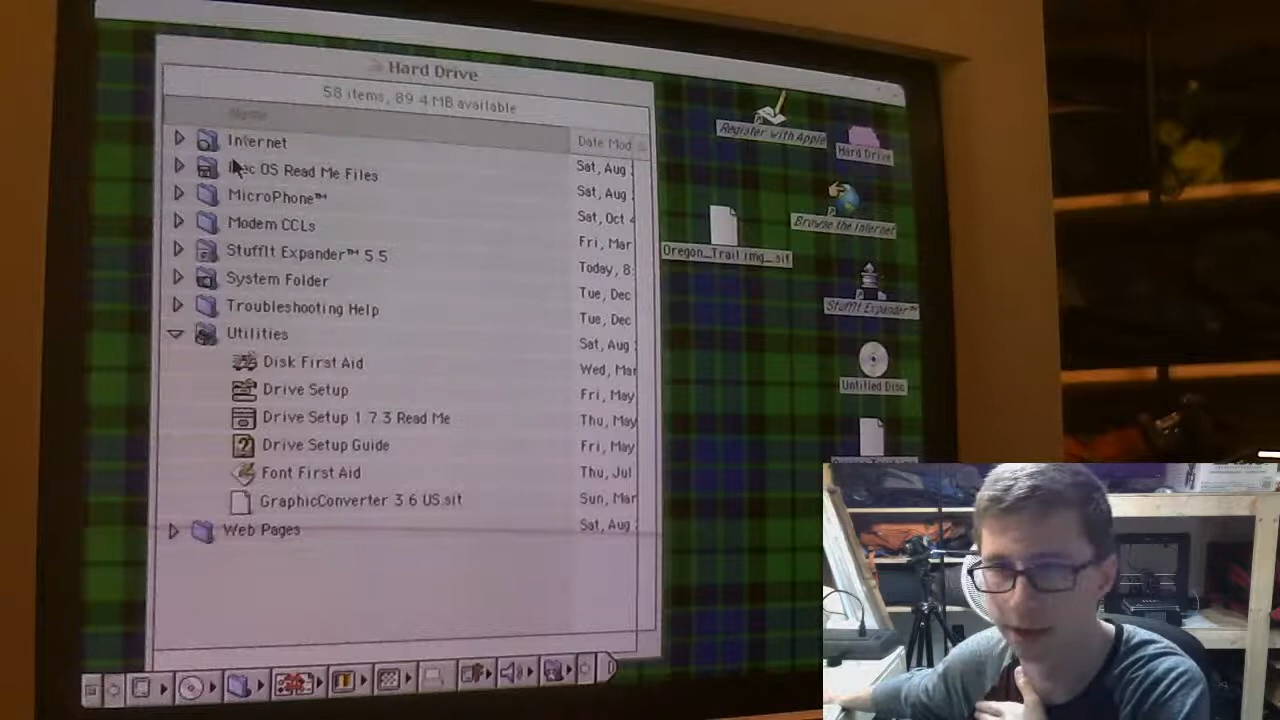 Hard Drive
58 items, 89.4 MB available
Name
Date Mod
Internet
Sat, Aug
Mac OS Read Me Files
Sat, Aug
MicroPhone™
Sat, Oct 4
Modem CCLs
Fri, Mar
StuffIt Expander™ 5.5
Today, 8:
System Folder
Tue, Dec
Troubleshooting Help
Tue, Dec
Utilities
Sat, Aug
Disk First Aid
Wed, Mar
Drive Setup
Fri, May
Drive Setup 1.7.3 Read Me
Thu, May
Drive Setup Guide
Fri, May
Font First Aid
Thu, Jul
GraphicConverter 3.6 US.sit
Sun, Mar
Web Pages
Sat, Aug
Register with Apple
Hard Drive
Browse the Internet
Oregon_Trail.img_.sit
StuffIt Expander™
Untitled Disc